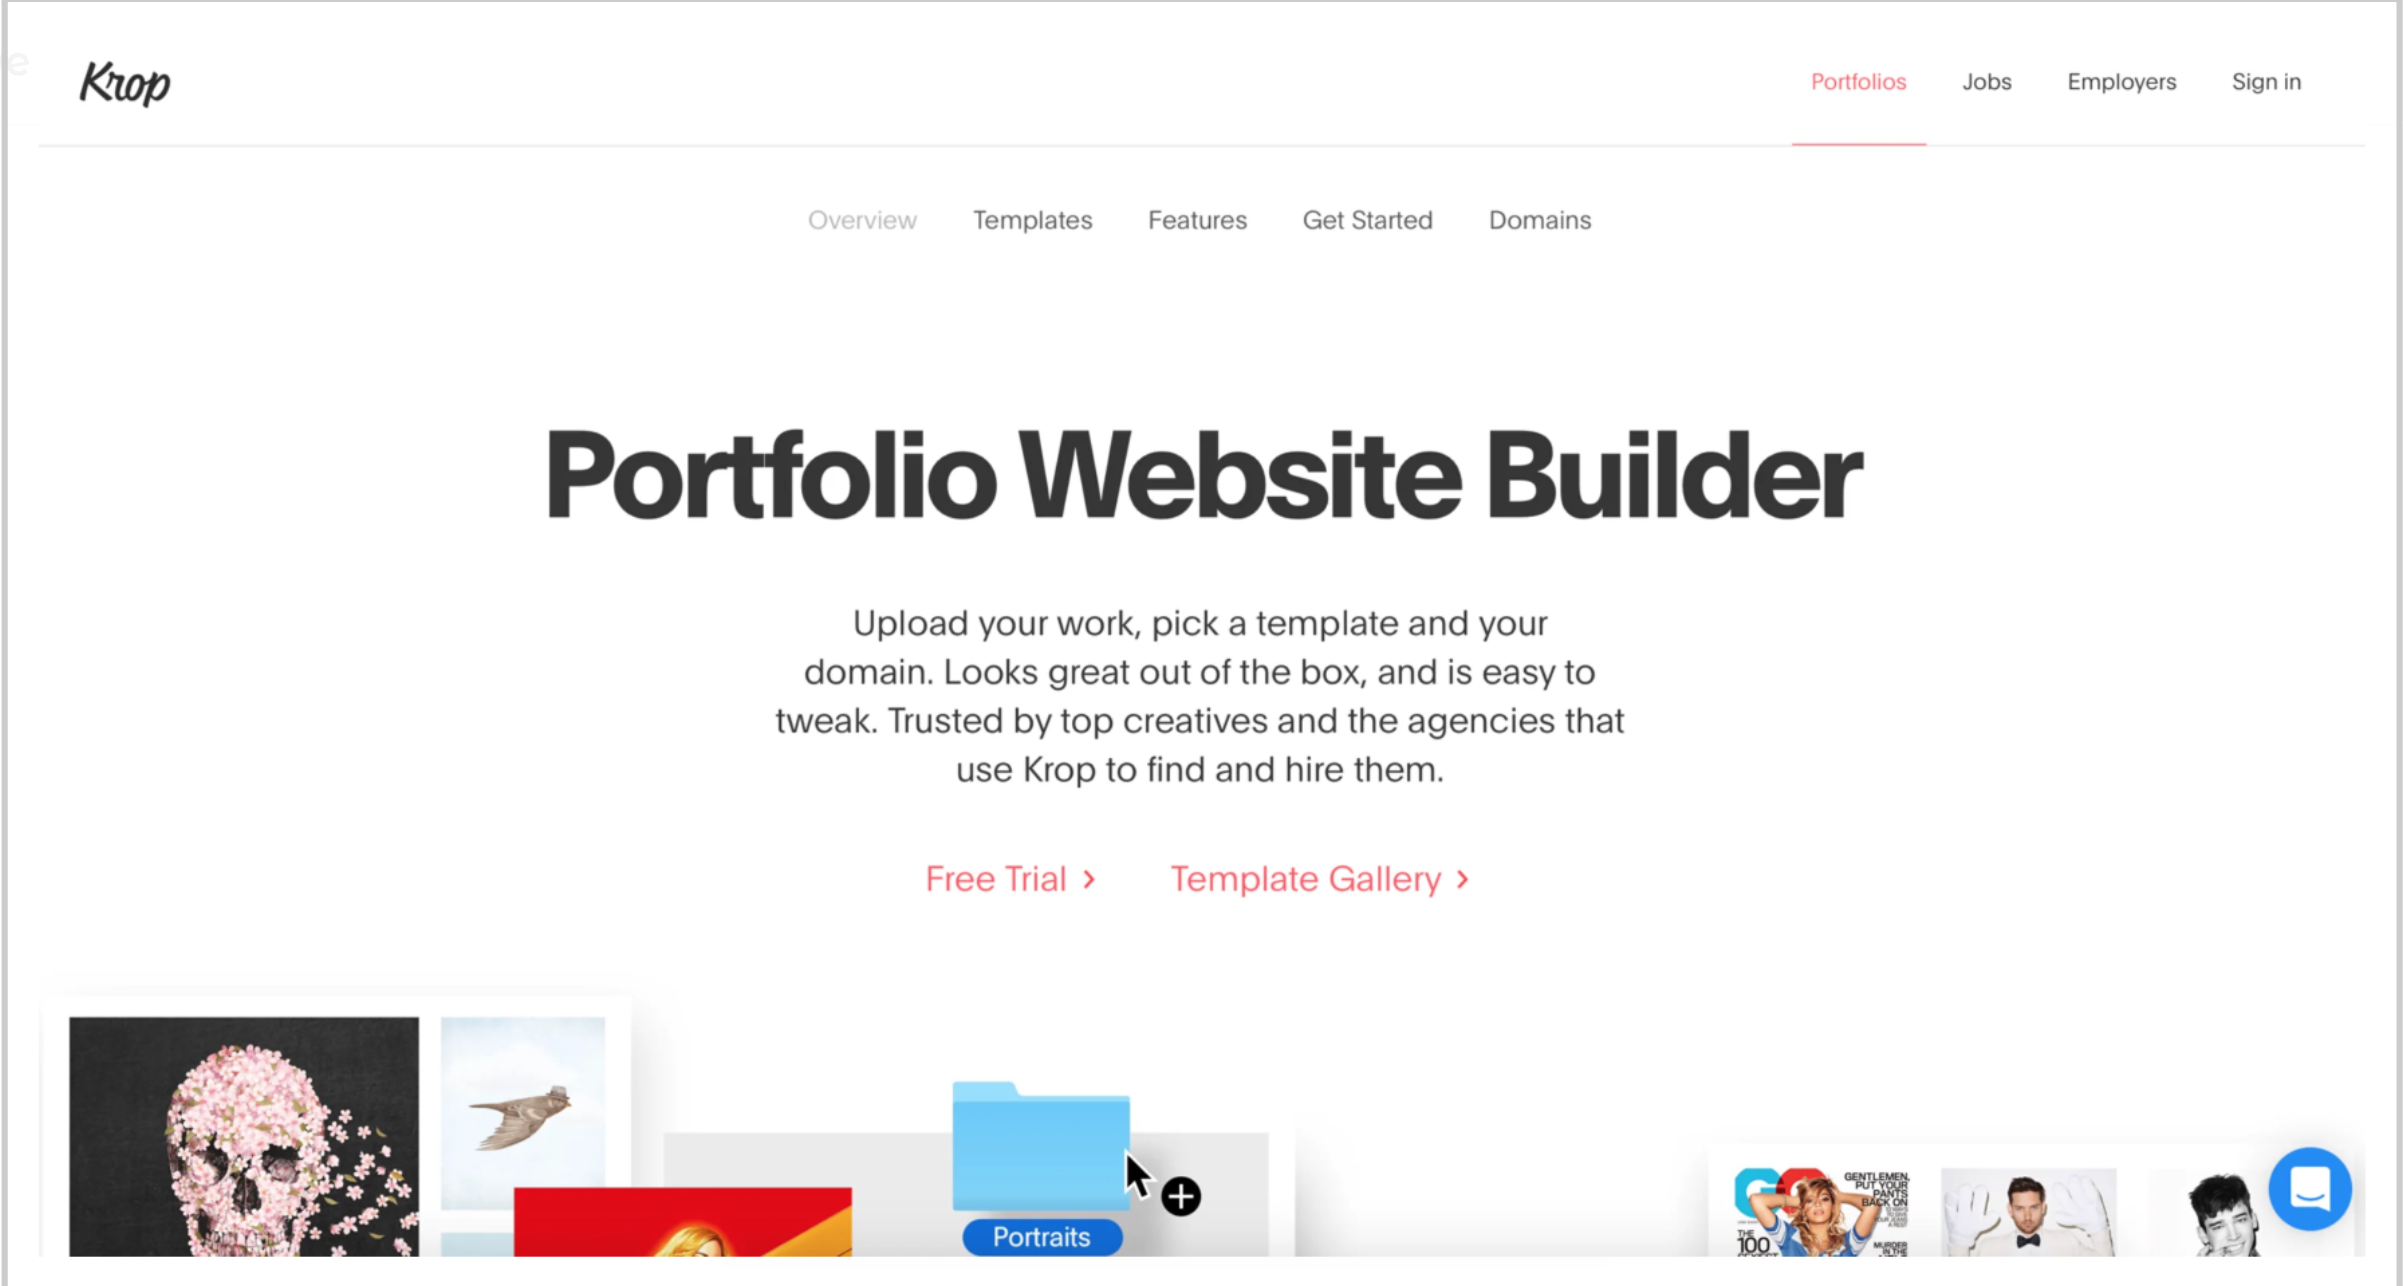 e
Krop
Portfolios Jobs Employers Sign in
Overview Templates Features Get Started Domains
Portfolio Website Builder
Upload your work, pick a template and your
domain. Looks great out of the box, and is easy to
tweak. Trusted by top creatives and the agencies that
use Krop to find and hire them.
Free Trial > Template Gallery >
Portraits
GQ
GENTLEMEN,
PUT YOUR
PANTS
BACK ON
THE
100
MURDER
IN THE